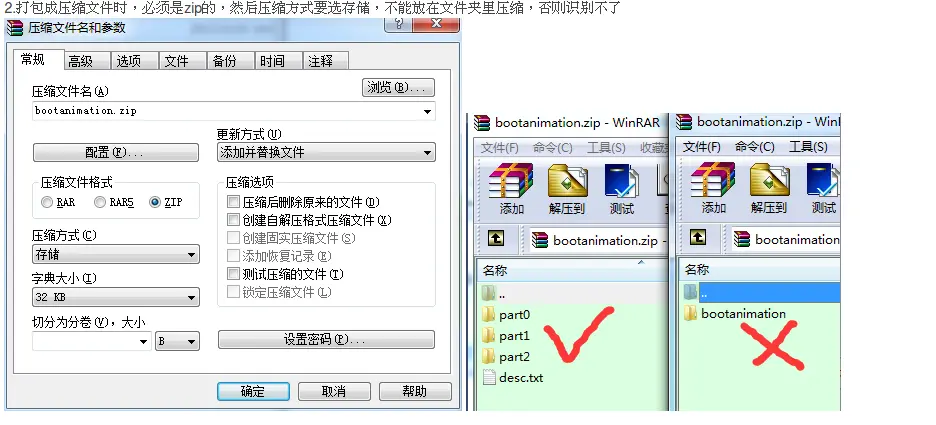 2.打包成压缩文件时，必须是zip的，然后压缩方式要选存储，不能放在文件夹里压缩，否则识别不了
压缩文件名和参数
常规 高级 选项 文件 备份 时间 注释
压缩文件名(A)
浏览(B)...
bootanimation.zip
更新方式(U)
配置(F)...
添加并替换文件
压缩文件格式
RAR RAR5 ZIP
压缩方式(C)
存储
字典大小(I)
32 KB
切分为分卷(V)，大小
B
压缩选项
压缩后删除原来的文件(D)
创建自解压格式压缩文件(X)
创建固实压缩文件(S)
添加恢复记录(E)
测试压缩的文件(T)
锁定压缩文件(L)
设置密码(P)...
确定 取消 帮助
bootanimation.zip - WinRAR
文件(F) 命令(C) 工具(S) 收藏
添加 解压到 测试
bootanimation.zip -
名称
..
part0
part1
part2
desc.txt
bootanimation.zip - WinR
文件(F) 命令(C) 工具(S)
添加 解压到 测试
bootanimation
名称
..
bootanimation